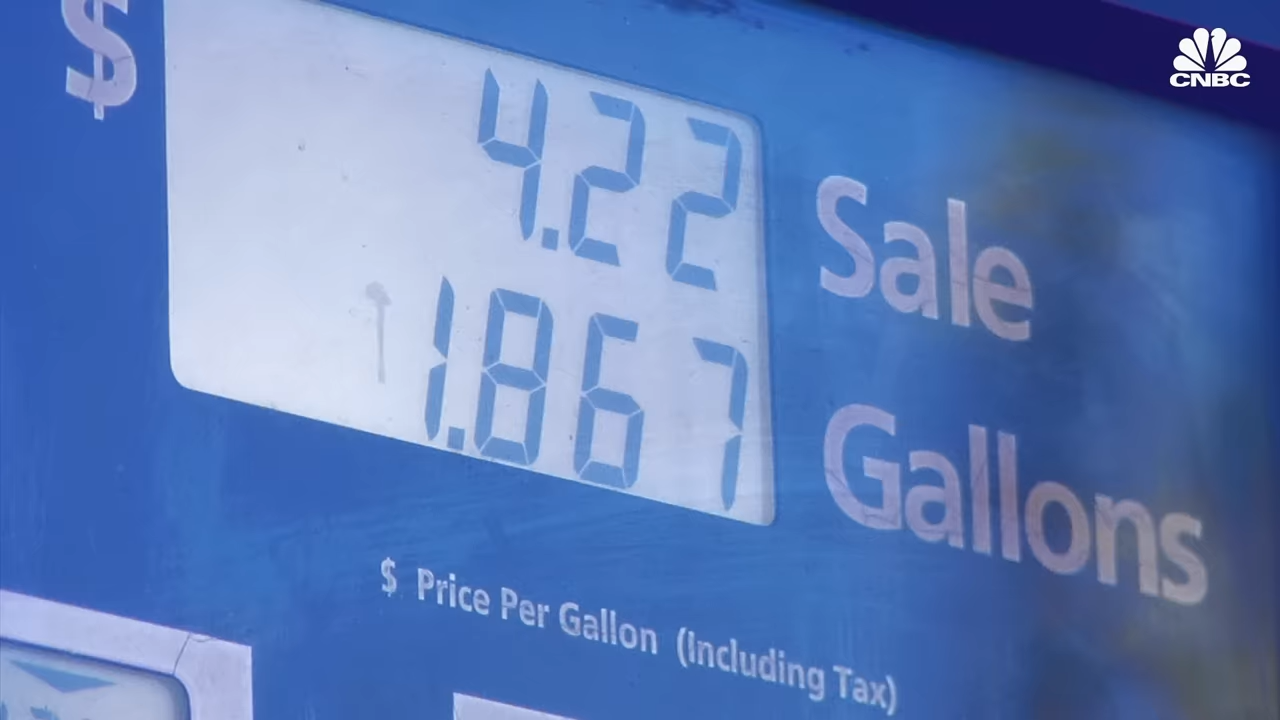 CNBC
$ 4.22 Sale
1.867 Gallons
$ Price Per Gallon (Including Tax)